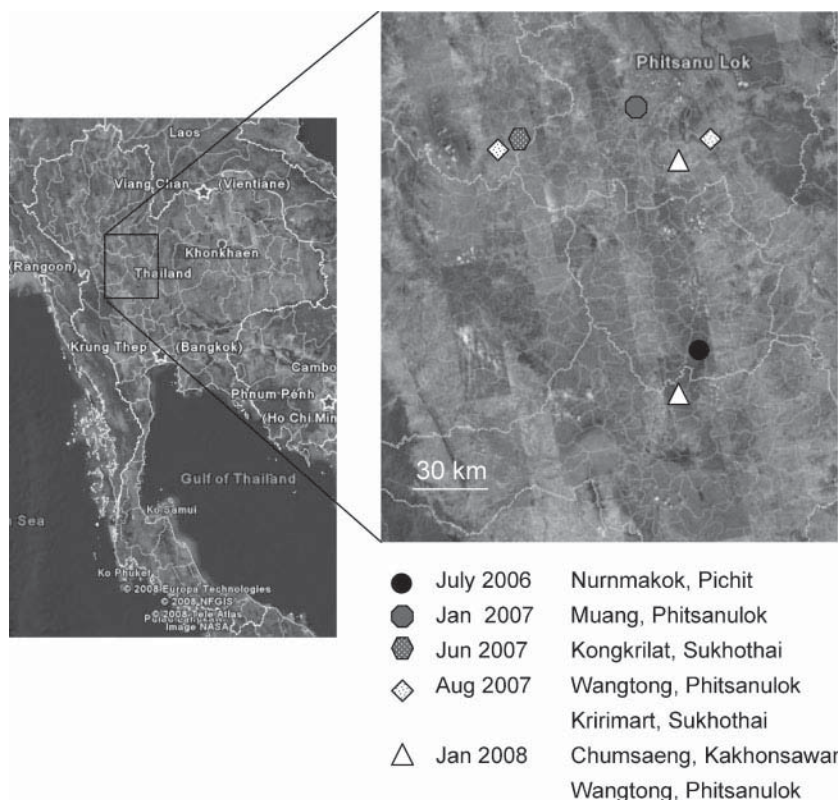 Phitsanu Lok
30 km
Laos
Viang Chan (Vientiane)
Khonkhaen
Thailand
(Rangoon)
Krung Thep (Bangkok)
Cambo
Phnum Penh
(Ho Chi Min
Gulf of Thailand
n Sea
Ko Samui
Ko Phuket
© 2008 Europa Technologies
© 2008 NFGIS
© 2008 Tele Atlas
Image NASA
July 2006 Nurnmakok, Pichit
Jan 2007 Muang, Phitsanulok
Jun 2007 Kongkrilat, Sukhothai
Aug 2007 Wangtong, Phitsanulok
Kririmart, Sukhothai
Jan 2008 Chumsaeng, Kakhonsawan
Wangtong, Phitsanulok